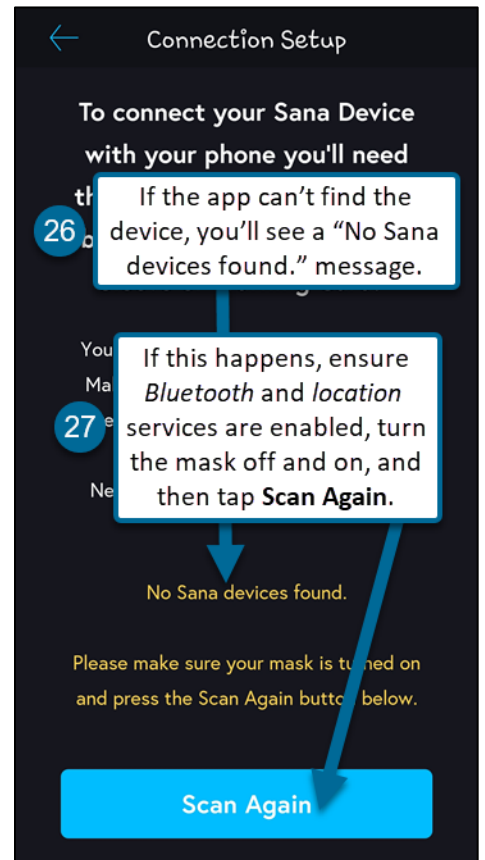 Connection Setup
To connect your Sana Device
with your phone you'll need
If the app can't find the
26
device, you'll see a “No Sana
devices found.” message.
You
If this happens, ensure
Bluetooth and location
27
services are enabled, turn
the mask off and on, and
then tap Scan Again.
No Sana devices found.
Please make sure your mask is turned on
and press the Scan Again button below.
Scan Again